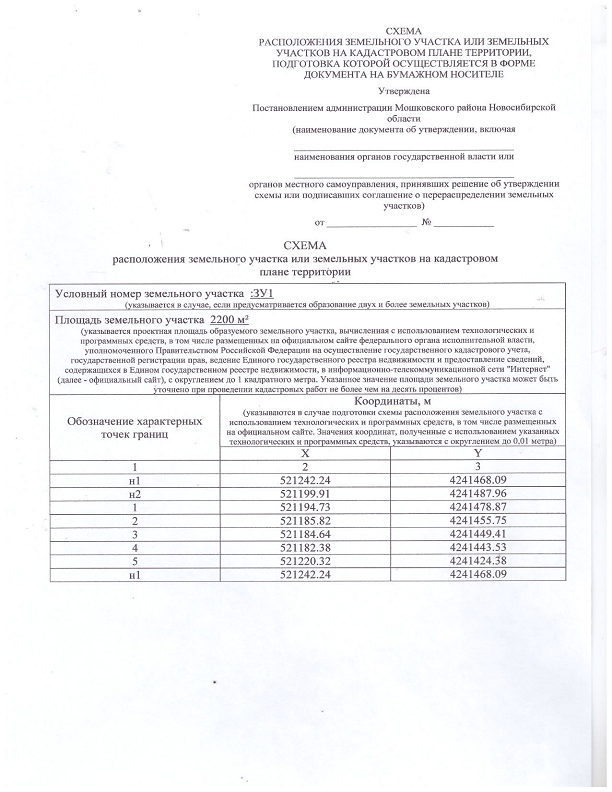 СХЕМА
РАСПОЛОЖЕНИЯ ЗЕМЕЛЬНОГО УЧАСТКА ИЛИ ЗЕМЕЛЬНЫХ
УЧАСТКОВ НА КАДАСТРОВОМ ПЛАНЕ ТЕРРИТОРИИ,
ПОДГОТОВКА КОТОРОЙ ОСУЩЕСТВЛЯЕТСЯ В ФОРМЕ
ДОКУМЕНТА НА БУМАЖНОМ НОСИТЕЛЕ
Утверждена
Постановлением администрации Мошковского района Новосибирской
области
(наименование документа об утверждении, включая
наименования органов государственной власти или
органов местного самоуправления, принявших решение об утверждении
схемы или подписавших соглашение о перераспределении земельных
участков)
от № 
СХЕМА
расположения земельного участка или земельных участков на кадастровом
плане территории
Условный номер земельного участка :ЗУ1
(указывается в случае, если предусматривается образование двух и более земельных участков)
Площадь земельного участка 2200 м²
(указывается проектная площадь образуемого земельного участка, вычисленная с использованием технологических и
программных средств, в том числе размещенных на официальном сайте федерального органа исполнительной власти,
уполномоченного Правительством Российской Федерации на осуществление государственного кадастрового учета,
государственной регистрации прав, ведение Единого государственного реестра недвижимости и предоставление сведений,
содержащихся в Едином государственном реестре недвижимости, в информационно-телекоммуникационной сети "Интернет"
(далее - официальный сайт), с округлением до 1 квадратного метра. Указанное значение площади земельного участка может быть
уточнено при проведении кадастровых работ не более чем на десять процентов)
Обозначение характерных
точек границ
Координаты, м
(указываются в случае подготовки схемы расположения земельного участка с
использованием технологических и программных средств, в том числе размещенных
на официальном сайте. Значения координат, полученные с использованием указанных
технологических и программных средств, указываются с округлением до 0,01 метра)
X Y
1 2 3
н1 521242.24 4241468.09
н2 521199.91 4241487.96
1 521194.73 4241478.87
2 521185.82 4241455.75
3 521184.64 4241449.41
4 521182.38 4241443.53
5 521220.32 4241424.38
н1 521242.24 4241468.09